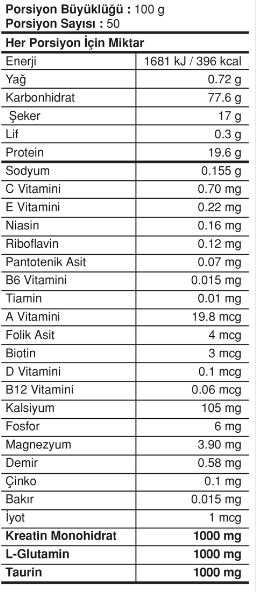 Porsiyon Büyüklüğü : 100 g
Porsiyon Sayısı : 50
Her Porsiyon İçin Miktar
Enerji 1681 kJ / 396 kcal
Yağ 0.72 g
Karbonhidrat 77.6 g
Şeker 17 g
Lif 0.3 g
Protein 19.6 g
Sodyum 0.155 g
C Vitamini 0.70 mg
E Vitamini 0.22 mg
Niasin 0.16 mg
Riboflavin 0.12 mg
Pantotenik Asit 0.07 mg
B6 Vitamini 0.015 mg
Tiamin 0.01 mg
A Vitamini 19.8 mcg
Folik Asit 4 mcg
Biotin 3 mcg
D Vitamini 0.1 mcg
B12 Vitamini 0.06 mcg
Kalsiyum 105 mg
Fosfor 6 mg
Magnezyum 3.90 mg
Demir 0.58 mg
Çinko 0.1 mg
Bakır 0.015 mg
İyot 1 mcg
Kreatin Monohidrat 1000 mg
L-Glutamin 1000 mg
Taurin 1000 mg